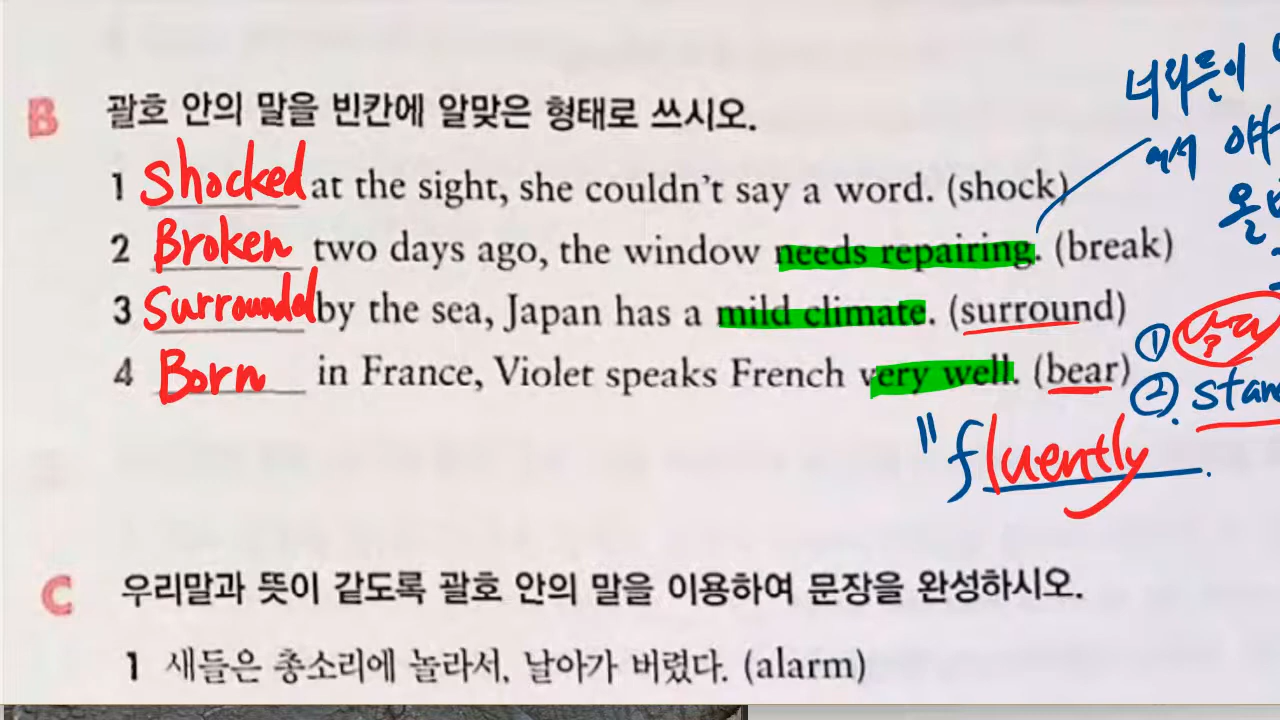 너희들이
B 괄호 안의 말을 빈칸에 알맞은 형태로 쓰시오.
1 Shocked at the sight, she couldn't say a word. (shock)
2 Broken two days ago, the window needs repairing. (break)
3 Surrounded by the sea, Japan has a mild climate. (surround)
①
4 Born in France, Violet speaks French very well. (bear)
②. stan
"fluently.
C 우리말과 뜻이 같도록 괄호 안의 말을 이용하여 문장을 완성하시오.
1 새들은 총소리에 놀라서, 날아가 버렸다. (alarm)